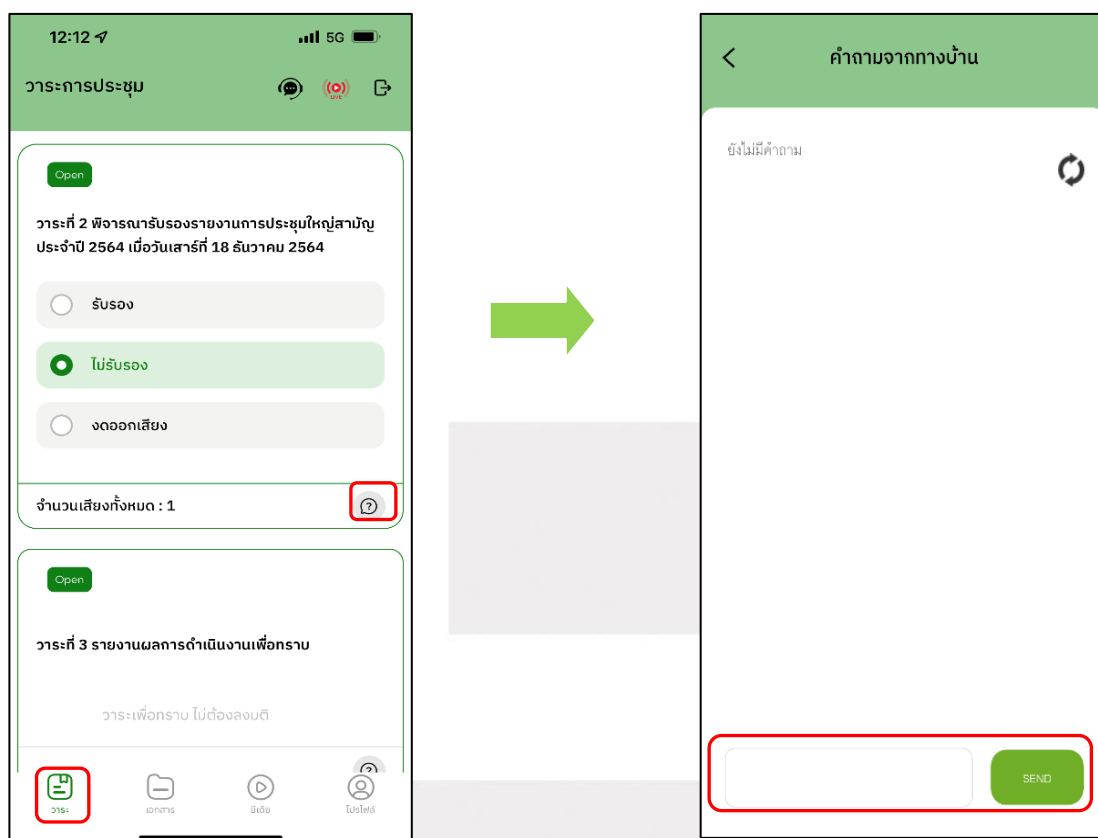 12:12
5G
วาระการประชุม
LIVE
Open
วาระที่ 2 พิจารณารับรองรายงานการประชุมใหญ่สามัญ
ประจำปี 2564 เมื่อวันเสาร์ที่ 18 ธันวาคม 2564
รับรอง
ไม่รับรอง
งดออกเสียง
จำนวนเสียงทั้งหมด : 1
?
Open
วาระที่ 3 รายงานผลการดำเนินงานเพื่อทราบ
วาระเพื่อทราบ ไม่ต้องลงมติ
?
วาระ
เอกสาร
มีเดีย
โปรไฟล์
คำถามจากทางบ้าน
ยังไม่มีคำถาม
SEND